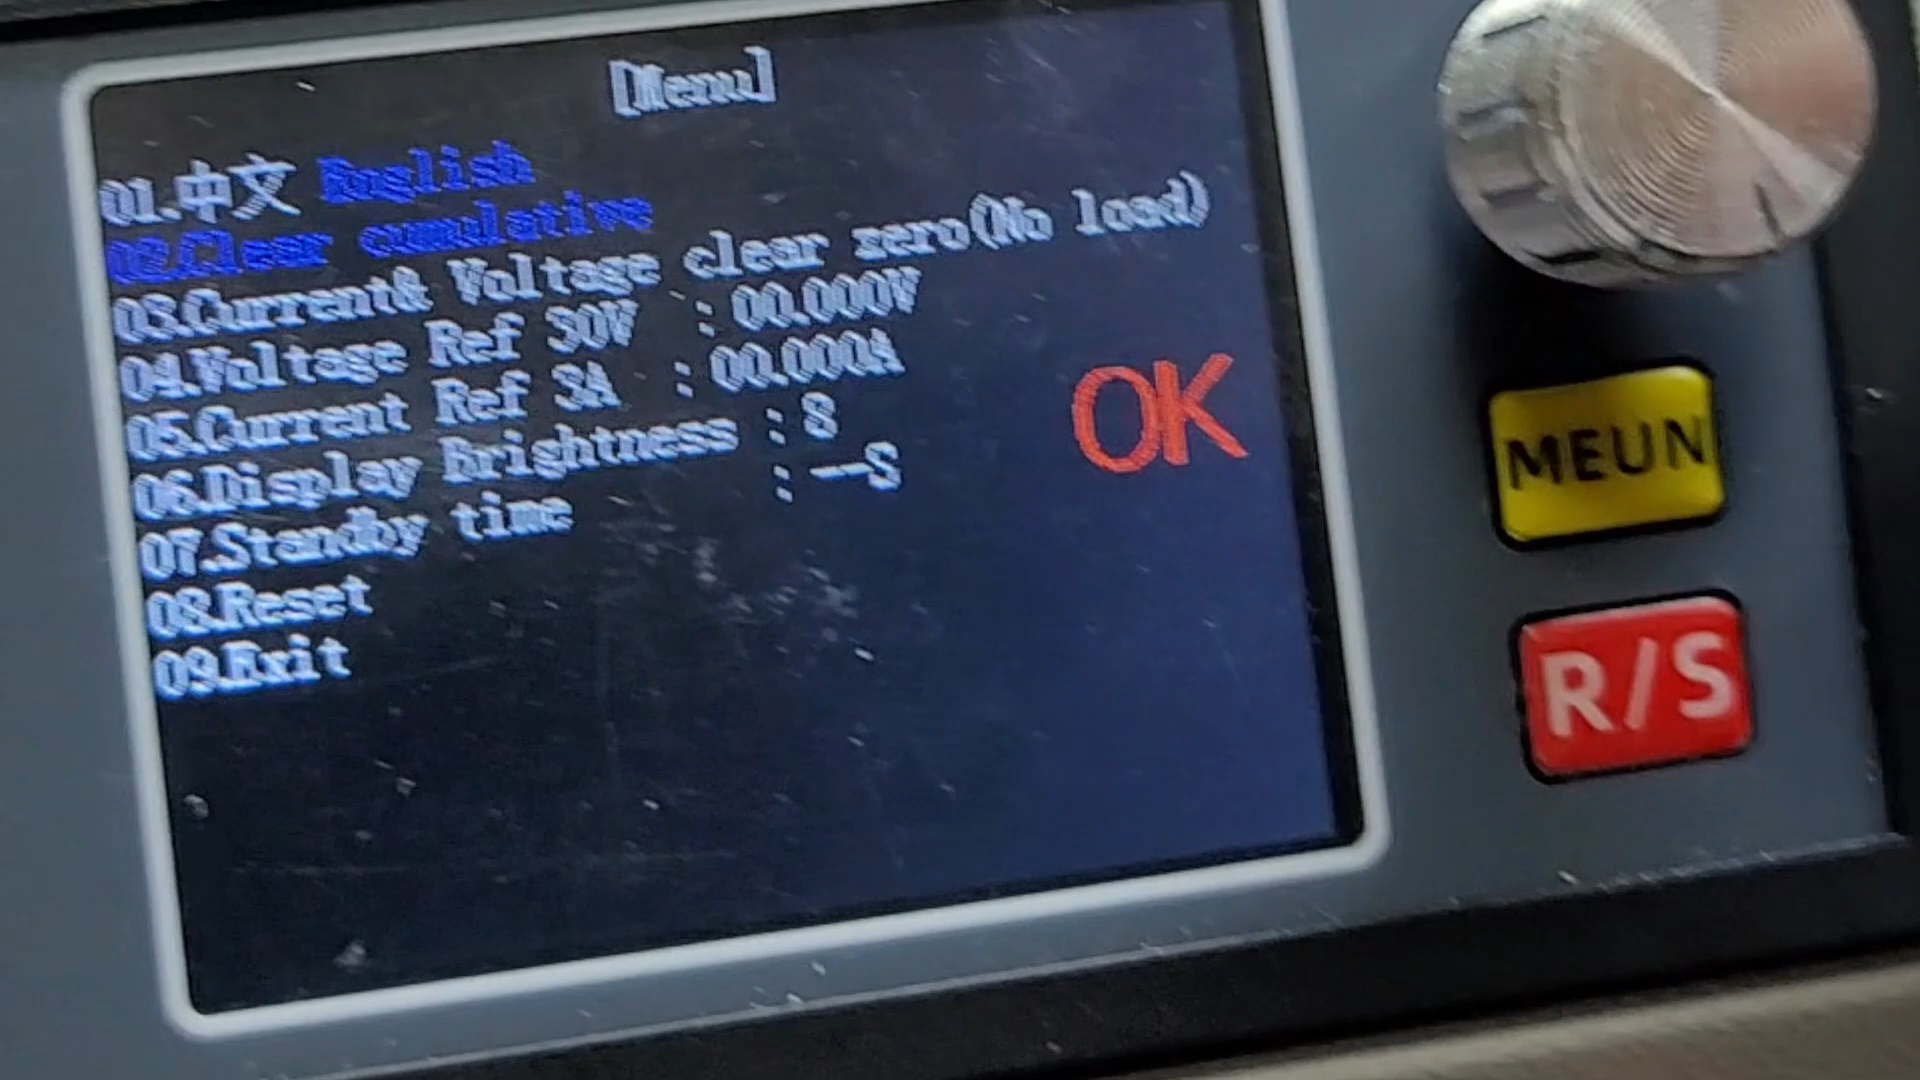 [Menu]
01.中文 English
02.Clear cumulative
03.Current& Voltage clear zero(No load)
04.Voltage Ref 30V : 00.000V
05.Current Ref 3A : 00.000A
06.Display Brightness : 8
07.Standby time : --S
08.Reset
09.Exit
OK
MEUN
R/S